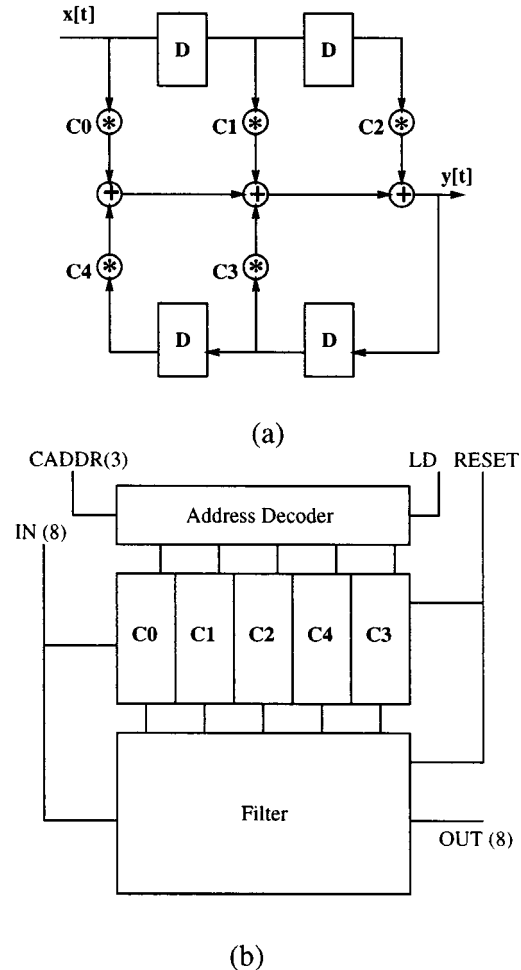 x[t]
D D
C0 * C1 * C2 *
y[t]
+ + +
C4 * C3 *
D D
(a)
CADDR(3) LD RESET
Address Decoder
IN (8)
C0 C1 C2 C4 C3
Filter
OUT (8)
(b)